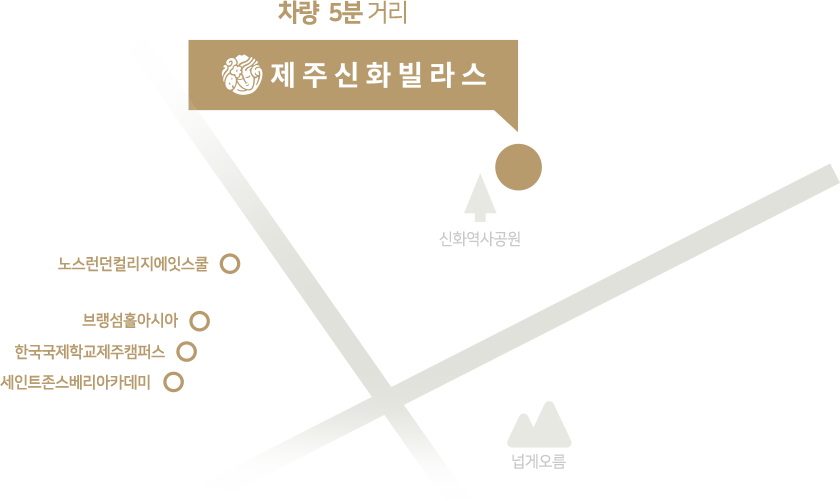 차량 5분 거리
제주신화빌라스
신화역사공원
노스런던컬리지에잇스쿨
브랭섬홀아시아
한국국제학교제주캠퍼스
세인트존스베리아카데미
넙게오름